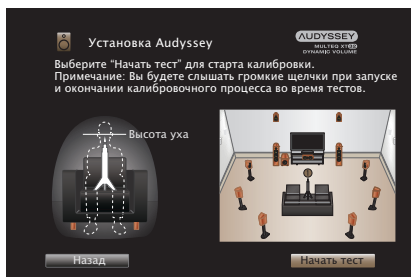 Установка Audyssey
AUDYSSEY
MULTEQ XT32
DYNAMIC VOLUME
Выберите "Начать тест" для старта калибровки.
Примечание: Вы будете слышать громкие щелчки при запуске
и окончании калибровочного процесса во время тестов.
Высота уха
Назад
Начать тест